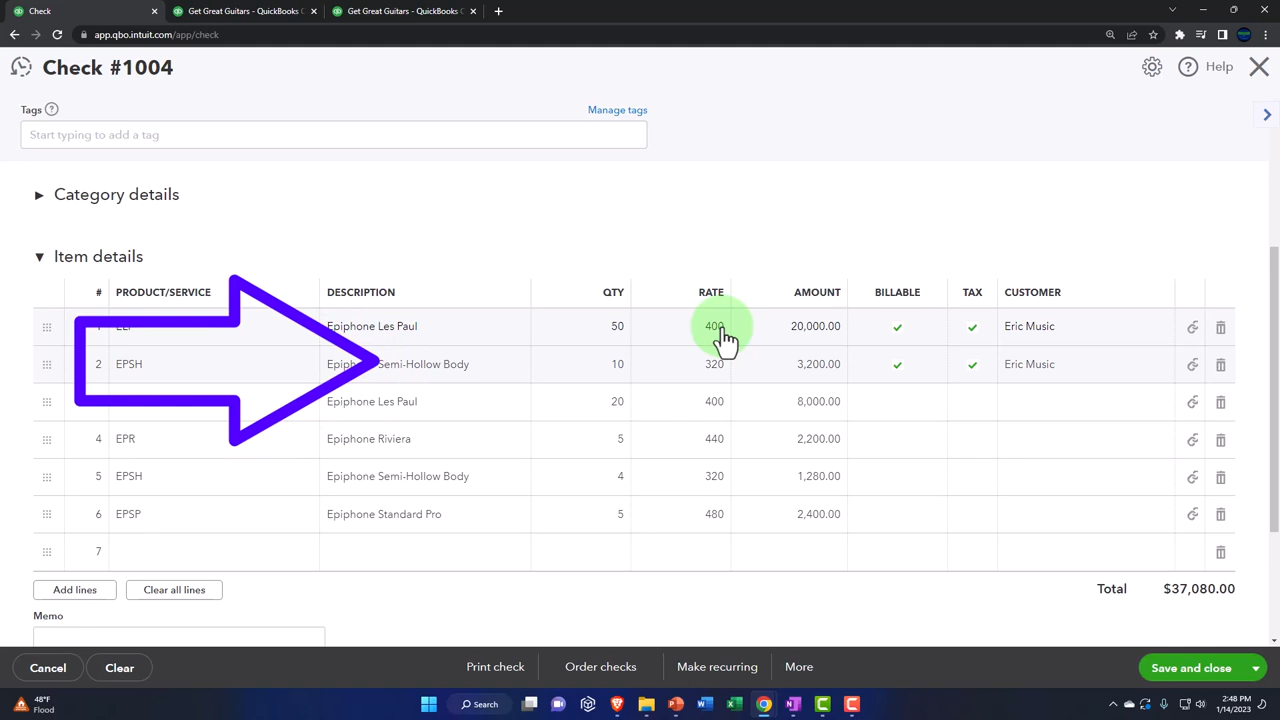 Check
Get Great Guitars - QuickBooks C
Get Great Guitars - QuickBooks C
app.qbo.intuit.com/app/check
Check #1004
Help
Tags
Manage tags
Start typing to add a tag
Category details
Item details
# PRODUCT/SERVICE DESCRIPTION QTY RATE AMOUNT BILLABLE TAX CUSTOMER
Epiphone Les Paul 50 400 20,000.00 Eric Music
2 EPSH Epiphone Semi-Hollow Body 10 320 3,200.00 Eric Music
Epiphone Les Paul 20 400 8,000.00
4 EPR Epiphone Riviera 5 440 2,200.00
5 EPSH Epiphone Semi-Hollow Body 4 320 1,280.00
6 EPSP Epiphone Standard Pro 5 480 2,400.00
7
Add lines Clear all lines Total $37,080.00
Memo
Cancel Clear Print check Order checks Make recurring More Save and close
48°F
Flood
Search
2:48 PM
1/14/2023